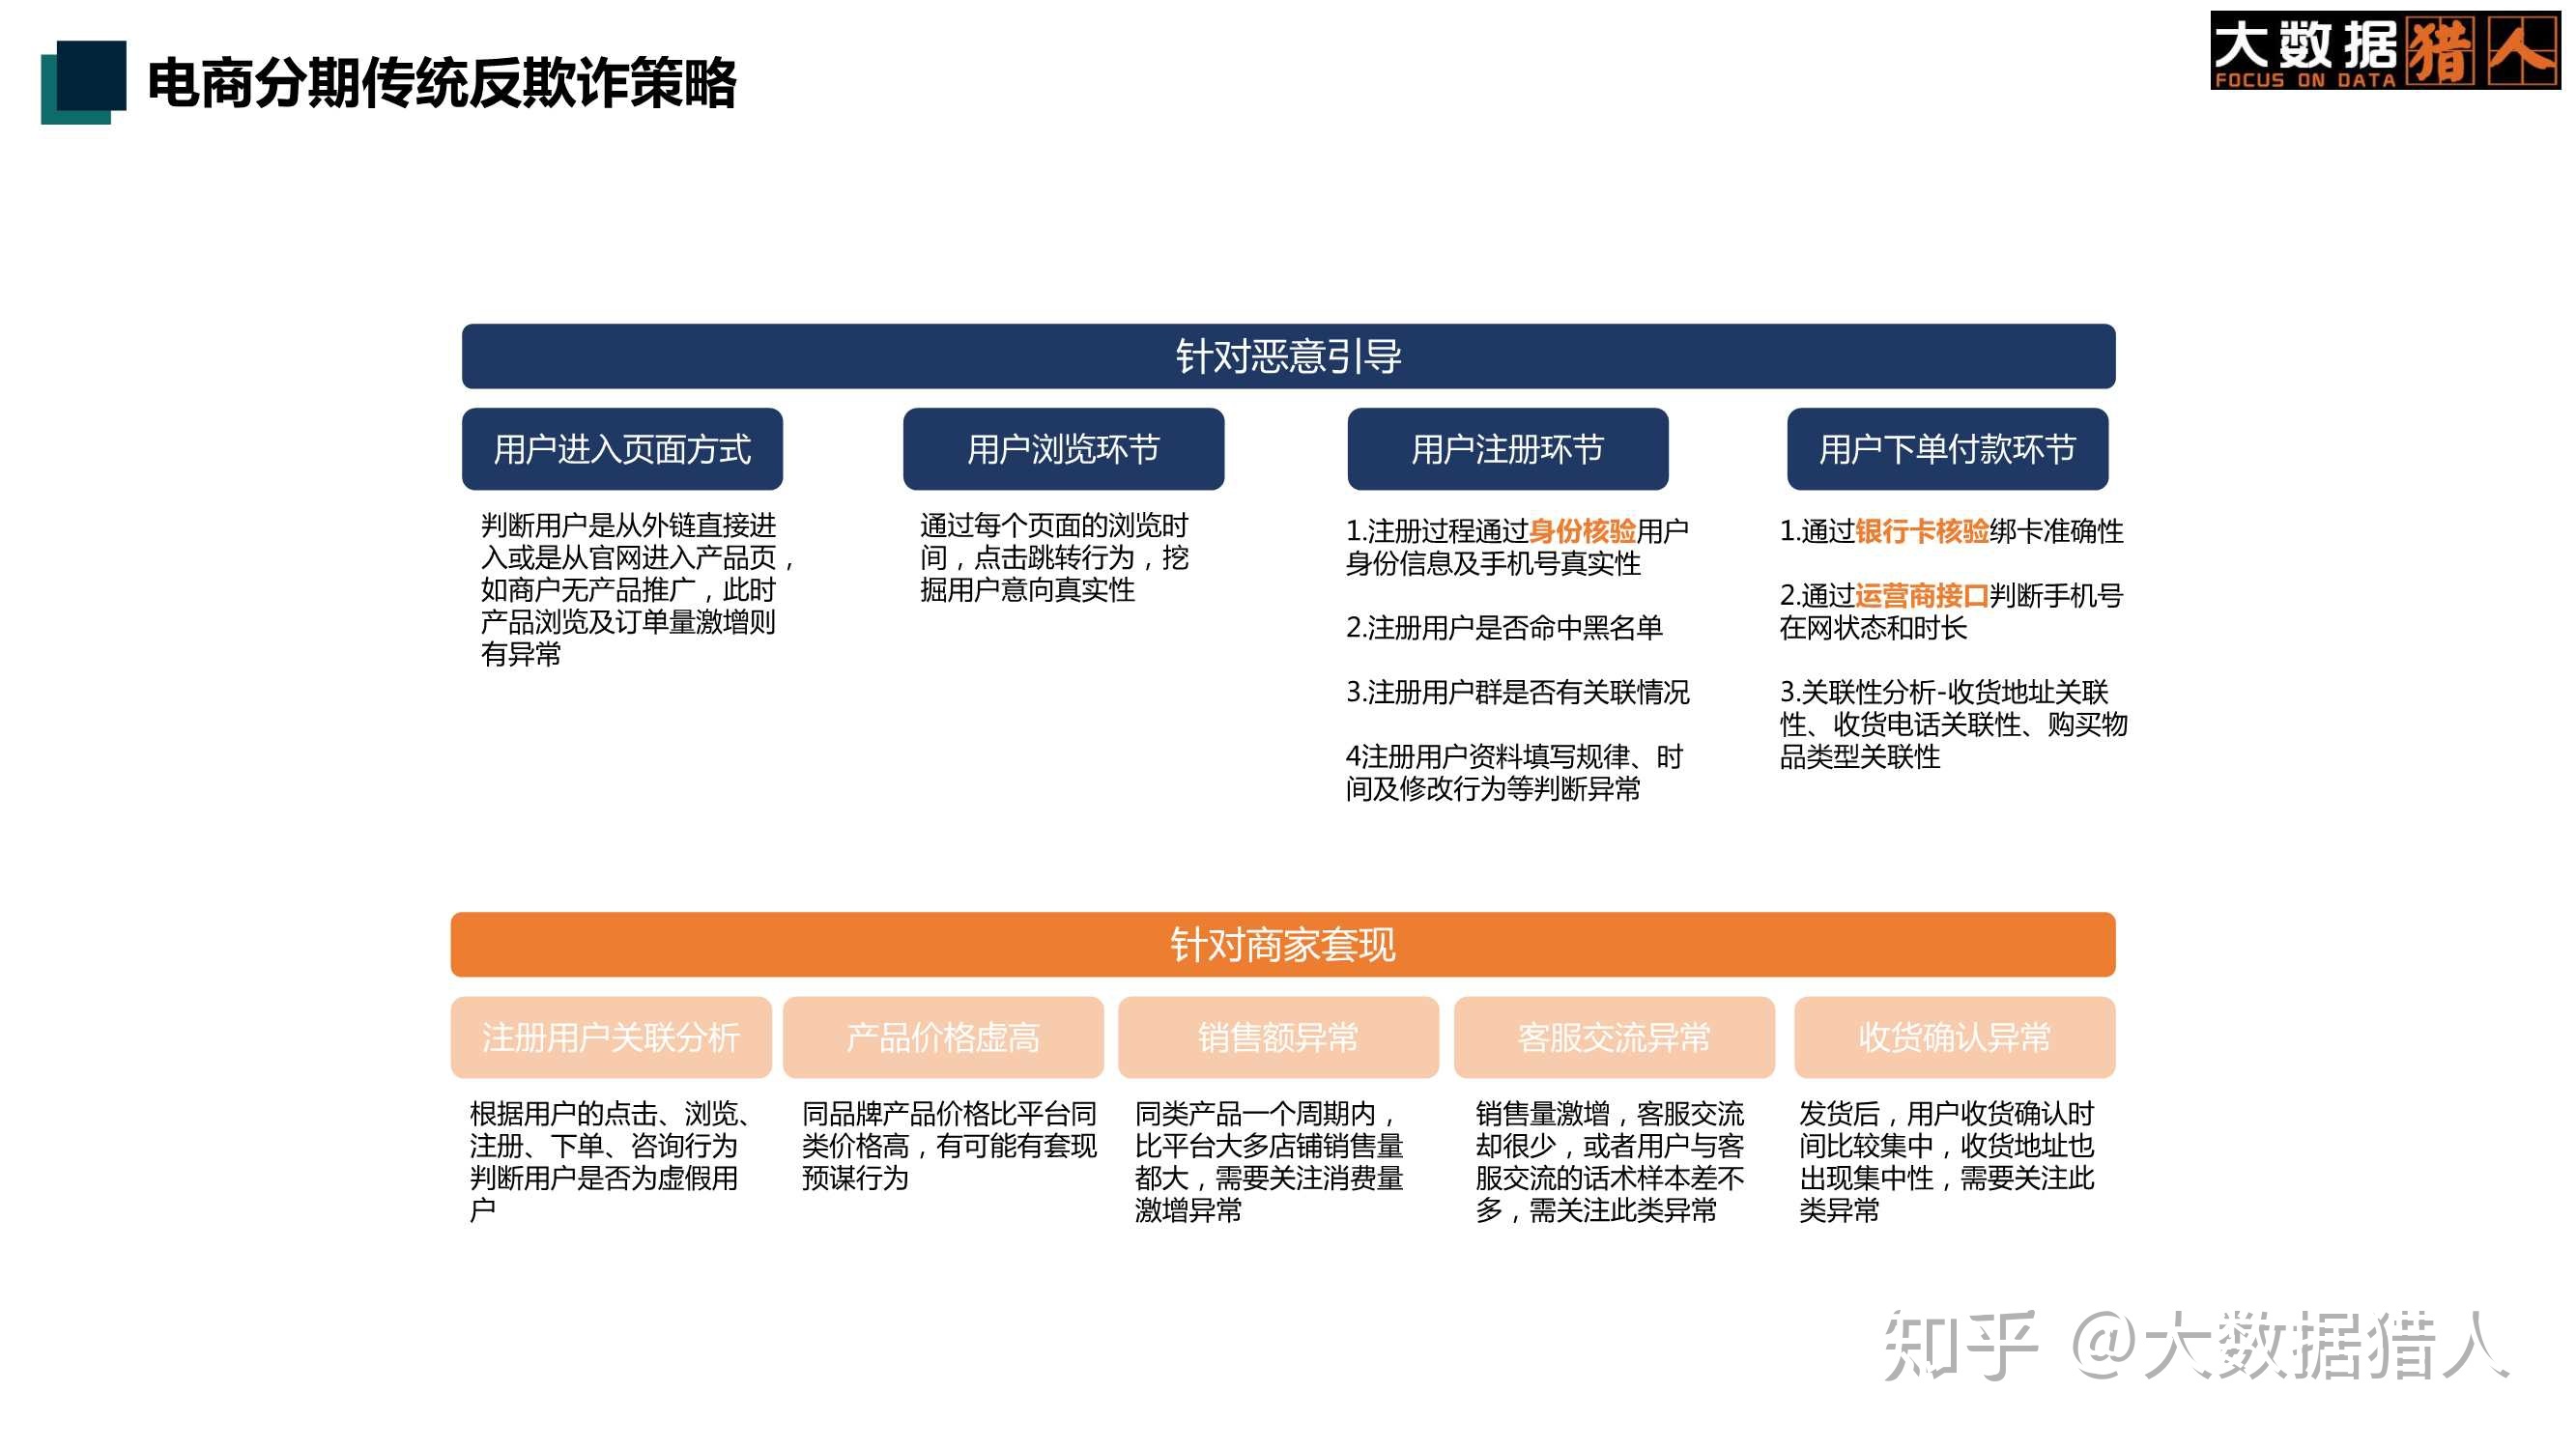 电商分期传统反欺诈策略
大数据猎人
FOCUS ON DATA
针对恶意引导
用户进入页面方式
判断用户是从外链直接进
入或是从官网进入产品页，
如商户无产品推广，此时
产品浏览及订单量激增则
有异常
用户浏览环节
通过每个页面的浏览时
间，点击跳转行为，挖
掘用户意向真实性
用户注册环节
1.注册过程通过身份核验用户
身份信息及手机号真实性
2.注册用户是否命中黑名单
3.注册用户群是否有关联情况
4注册用户资料填写规律、时
间及修改行为等判断异常
用户下单付款环节
1.通过银行卡核验绑卡准确性
2.通过运营商接口判断手机号
在网状态和时长
3.关联性分析-收货地址关联
性、收货电话关联性、购买物
品类型关联性
针对商家套现
注册用户关联分析
根据用户的点击、浏览、
注册、下单、咨询行为
判断用户是否为虚假用
户
产品价格虚高
同品牌产品价格比平台同
类价格高，有可能有套现
预谋行为
销售额异常
同类产品一个周期内，
比平台大多店铺销售量
都大，需要关注消费量
激增异常
客服交流异常
销售量激增，客服交流
却很少，或者用户与客
服交流的话术样本差不
多，需关注此类异常
收货确认异常
发货后，用户收货确认时
间比较集中，收货地址也
出现集中性，需要关注此
类异常
知乎 @大数据猎人